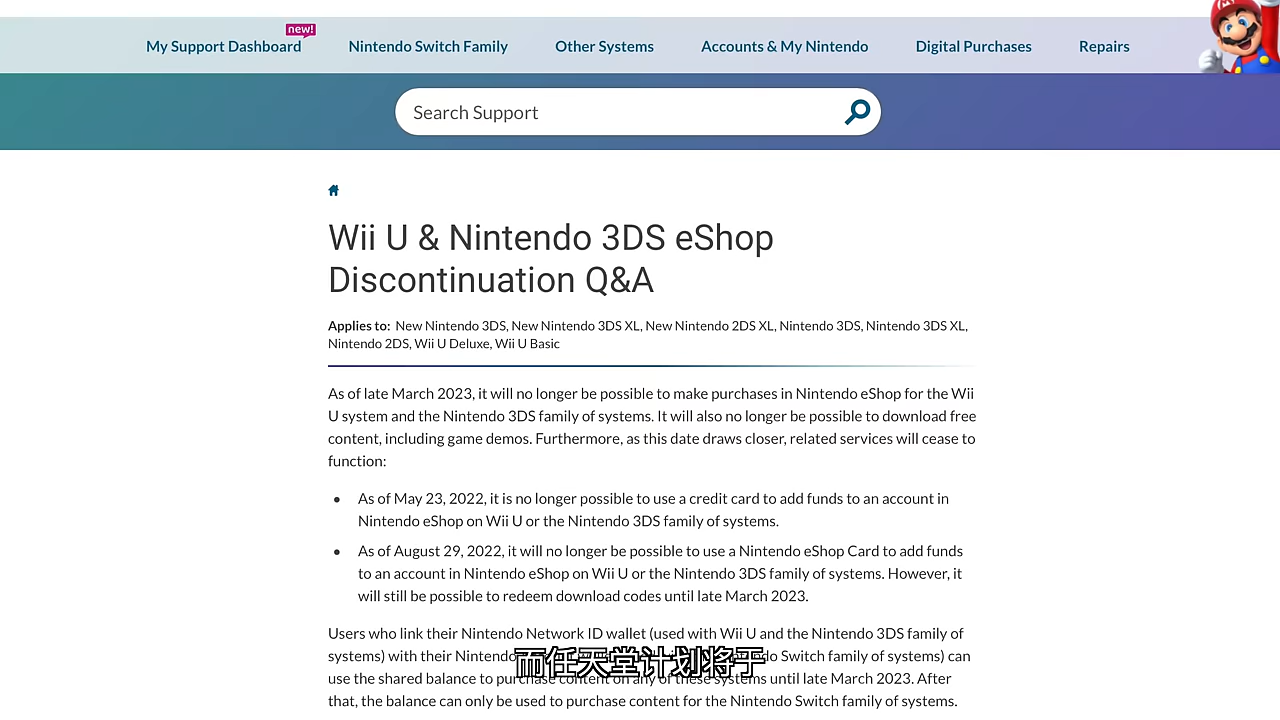 new!
My Support Dashboard Nintendo Switch Family Other Systems Accounts & My Nintendo Digital Purchases Repairs
Search Support
Wii U & Nintendo 3DS eShop
Discontinuation Q&A
Applies to: New Nintendo 3DS, New Nintendo 3DS XL, New Nintendo 2DS XL, Nintendo 3DS, Nintendo 3DS XL,
Nintendo 2DS, Wii U Deluxe, Wii U Basic
As of late March 2023, it will no longer be possible to make purchases in Nintendo eShop for the Wii
U system and the Nintendo 3DS family of systems. It will also no longer be possible to download free
content, including game demos. Furthermore, as this date draws closer, related services will cease to
function:
• As of May 23, 2022, it is no longer possible to use a credit card to add funds to an account in
Nintendo eShop on Wii U or the Nintendo 3DS family of systems.
• As of August 29, 2022, it will no longer be possible to use a Nintendo eShop Card to add funds
to an account in Nintendo eShop on Wii U or the Nintendo 3DS family of systems. However, it
will still be possible to redeem download codes until late March 2023.
Users who link their Nintendo Network ID wallet (used with Wii U and the Nintendo 3DS family of
systems) with their Nintendo Switch family of systems) can
而任天堂计划将于
use the shared balance to purchase content on any of these systems until late March 2023. After
that, the balance can only be used to purchase content for the Nintendo Switch family of systems.